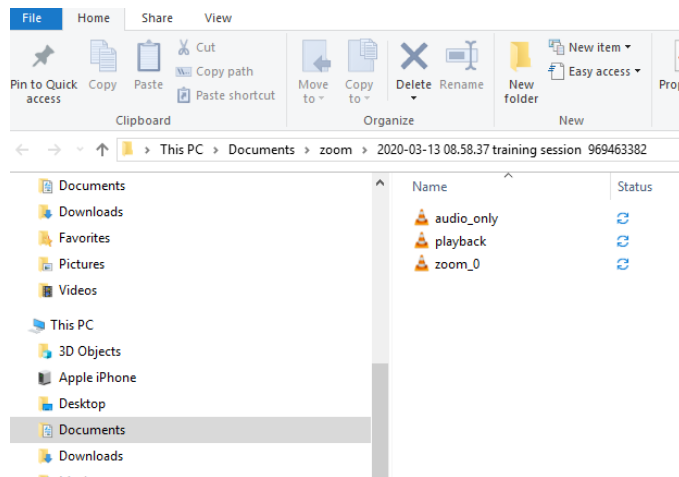 File Home Share View
Pin to Quick access
Copy
Paste
Cut
Copy path
Paste shortcut
Clipboard
Move to
Copy to
Delete
Rename
Organize
New folder
New item
Easy access
New
Prop
This PC > Documents > zoom > 2020-03-13 08.58.37 training session 969463382
Documents
Downloads
Favorites
Pictures
Videos
This PC
3D Objects
Apple iPhone
Desktop
Documents
Downloads
Name Status
audio_only
playback
zoom_0